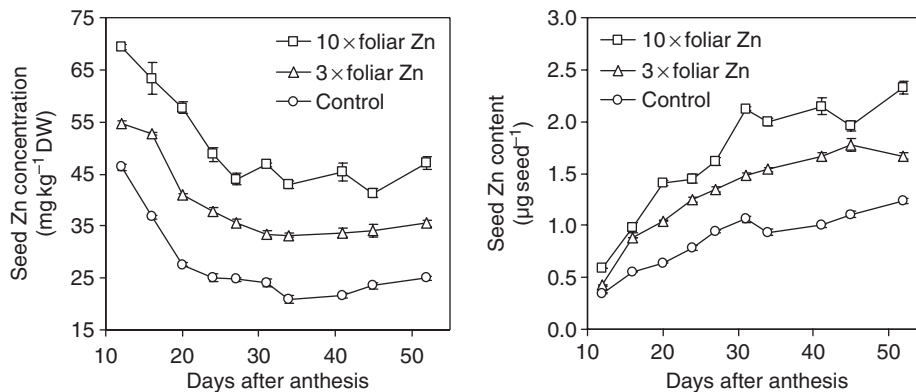 75
65
55
45
35
25
15
10 20 30 40 50
Seed Zn concentration
(mg kg⁻¹ DW)
Days after anthesis
10×foliar Zn
3×foliar Zn
Control
3.0
2.5
2.0
1.5
1.0
0.5
0.0
10 20 30 40 50
Seed Zn content
(µg seed⁻¹)
Days after anthesis
10×foliar Zn
3×foliar Zn
Control